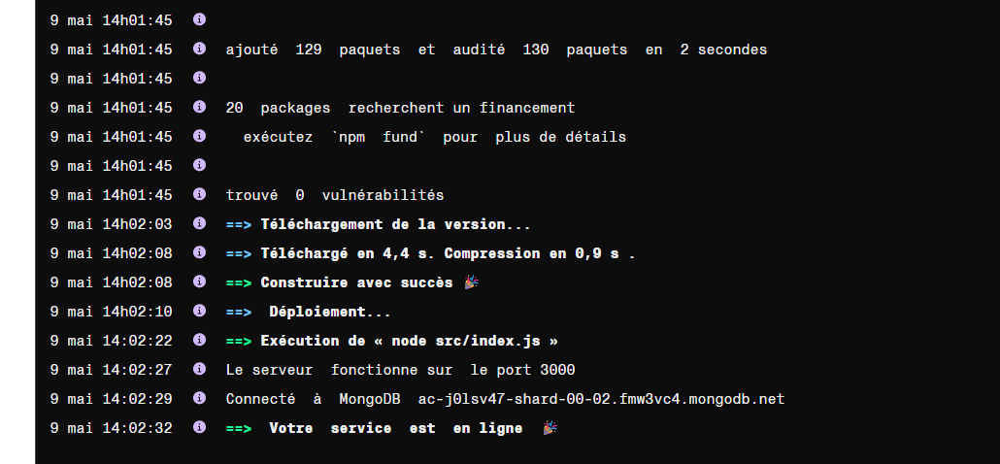 9 mai 14h01:45
9 mai 14h01:45 ajouté 129 paquets et audité 130 paquets en 2 secondes
9 mai 14h01:45
9 mai 14h01:45 20 packages recherchent un financement
9 mai 14h01:45 exécutez `npm fund` pour plus de détails
9 mai 14h01:45
9 mai 14h01:45 trouvé 0 vulnérabilités
9 mai 14h02:03 ==> Téléchargement de la version...
9 mai 14h02:08 ==> Téléchargé en 4,4 s. Compression en 0,9 s .
9 mai 14h02:08 ==> Construire avec succès 🎉
9 mai 14h02:10 ==> Déploiement...
9 mai 14:02:22 ==> Exécution de « node src/index.js »
9 mai 14:02:27 Le serveur fonctionne sur le port 3000
9 mai 14:02:29 Connecté à MongoDB ac-j0lsv47-shard-00-02.fmw3vc4.mongodb.net
9 mai 14:02:32 ==> Votre service est en ligne 🎉